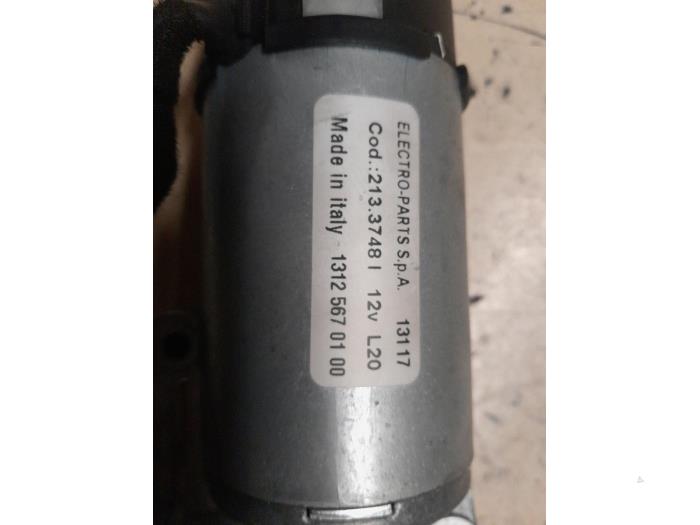 ELECTRO-PARTS S.p.A. 13117
Cod.:213.3748 I 12v L20
Made in italy - 1312 567 01 00